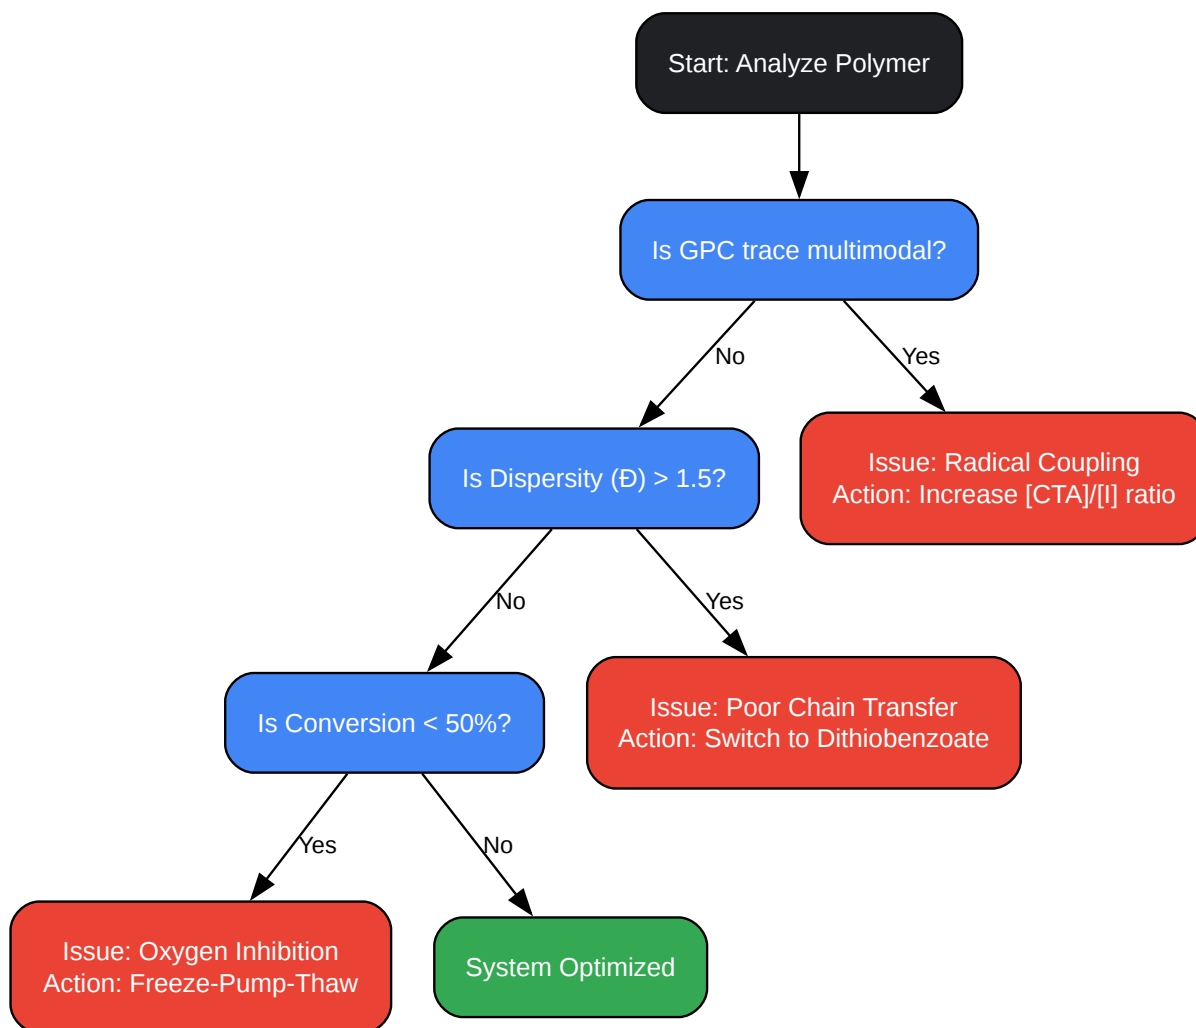 Start: Analyze Polymer
Is GPC trace multimodal?
No
Yes
Is Dispersity (Đ) > 1.5?
Issue: Radical Coupling
Action: Increase [CTA]/[I] ratio
No
Yes
Is Conversion < 50%?
Issue: Poor Chain Transfer
Action: Switch to Dithiobenzoate
Yes
No
Issue: Oxygen Inhibition
Action: Freeze-Pump-Thaw
System Optimized